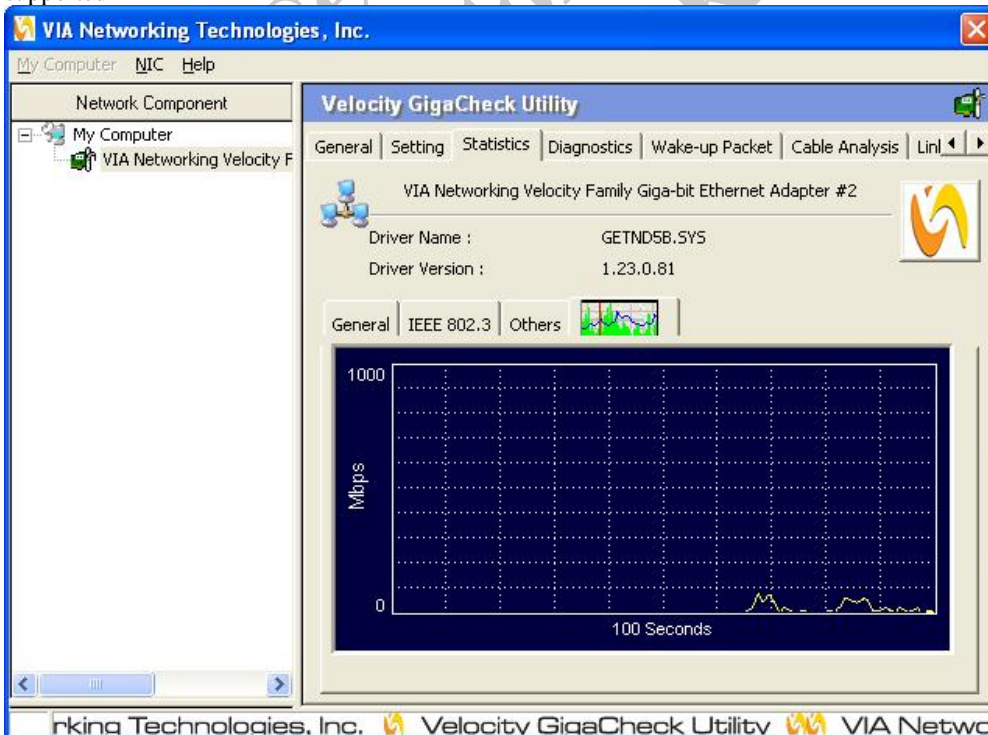 VIA Networking Technologies, Inc.
My Computer NIC Help
Network Component
My Computer
VIA Networking Velocity F
Velocity GigaCheck Utility
General Setting Statistics Diagnostics Wake-up Packet Cable Analysis Linl
VIA Networking Velocity Family Giga-bit Ethernet Adapter #2
Driver Name : GETND5B.SYS
Driver Version : 1.23.0.81
General IEEE 802.3 Others
1000
Mbps
0
100 Seconds
rking Technologies, Inc. Velocity GigaCheck Utility VIA Netwo